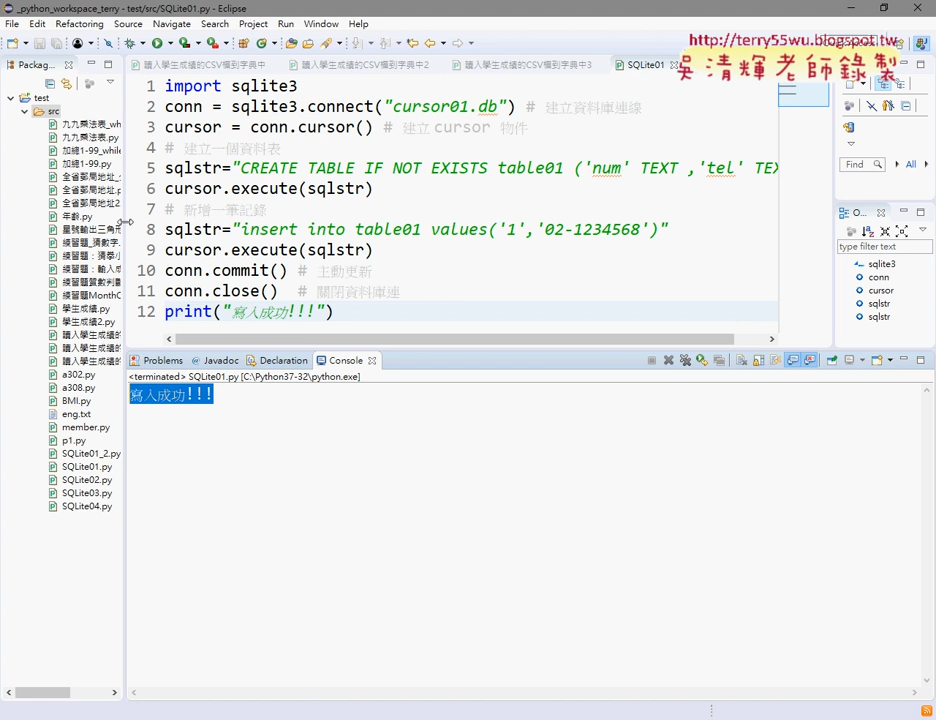 _python_workspace_terry - test/src/SQLite01.py - Eclipse
File Edit Refactoring Source Navigate Search Project Run Window Help
http://terry55wu.blogspot.tw
吳清輝老師錄製
Packag...
讀入學生成績的CSV欄到字典中 讀入學生成績的CSV欄到字典中2 讀入學生成績的CSV欄到字典中3 SQLite01
test
src
九九乘法表_wh
九九乘法表.py
加總1-99_while
加總1-99.py
全省郵局地址_
全省郵局地址.p
全省郵局地址2.
年齡.py
星號輸出三角形
練習題_猜數字.
練習題：猜學小
練習題：輸入成
練習題質數判斷
練習題MonthC
學生成績.py
學生成績2.py
讀入學生成績的
讀入學生成績的
讀入學生成績的
a302.py
a308.py
BMI.py
eng.txt
member.py
p1.py
SQLite01_2.py
SQLite01.py
SQLite02.py
SQLite03.py
SQLite04.py
1 import sqlite3
2 conn = sqlite3.connect("cursor01.db") # 建立資料庫連線
3 cursor = conn.cursor() # 建立 cursor 物件
4 # 建立一個資料表
5 sqlstr="CREATE TABLE IF NOT EXISTS table01 ('num' TEXT ,'tel' TEX
6 cursor.execute(sqlstr)
7 # 新增一筆記錄
8 sqlstr="insert into table01 values('1','02-1234568')"
9 cursor.execute(sqlstr)
10 conn.commit() # 主動更新
11 conn.close() # 關閉資料庫連
12 print("寫入成功!!!")
Find All
O...
type filter text
sqlite3
conn
cursor
sqlstr
sqlstr
Problems @ Javadoc Declaration Console
<terminated> SQLite01.py [C:\Python37-32\python.exe]
寫入成功!!!